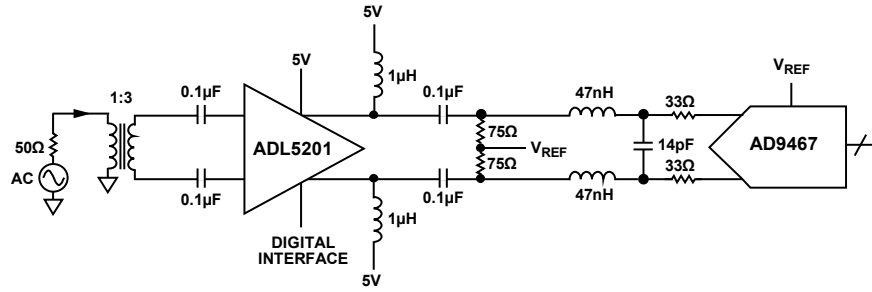 5V
1µH
5V
1:3
0.1µF
50Ω
AC
0.1µF
ADL5201
DIGITAL
INTERFACE
0.1µF
0.1µF
1µH
5V
75Ω
75Ω
V_REF
47nH
47nH
14pF
33Ω
33Ω
V_REF
AD9467